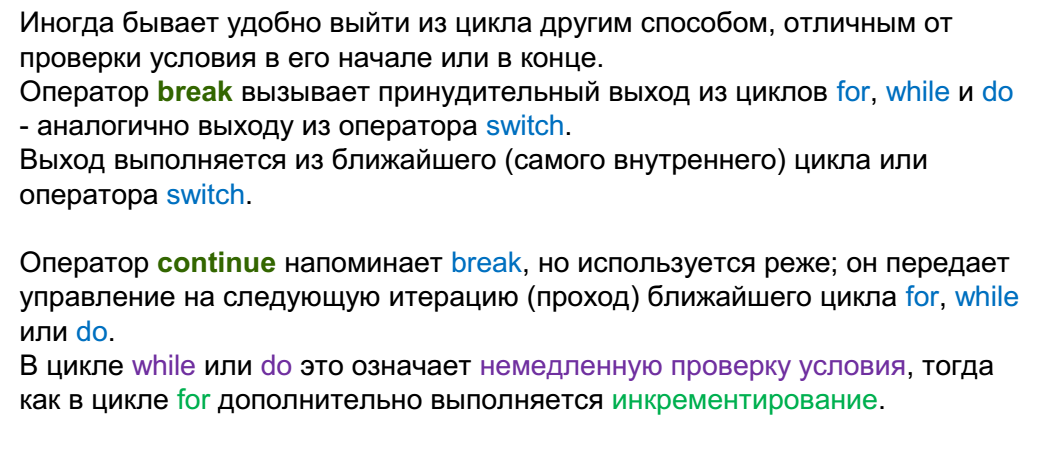 Иногда бывает удобно выйти из цикла другим способом, отличным от
проверки условия в его начале или в конце.
Оператор break вызывает принудительный выход из циклов for, while и do
- аналогично выходу из оператора switch.
Выход выполняется из ближайшего (самого внутреннего) цикла или
оператора switch.
Оператор continue напоминает break, но используется реже; он передает
управление на следующую итерацию (проход) ближайшего цикла for, while
или do.
В цикле while или do это означает немедленную проверку условия, тогда
как в цикле for дополнительно выполняется инкрементирование.